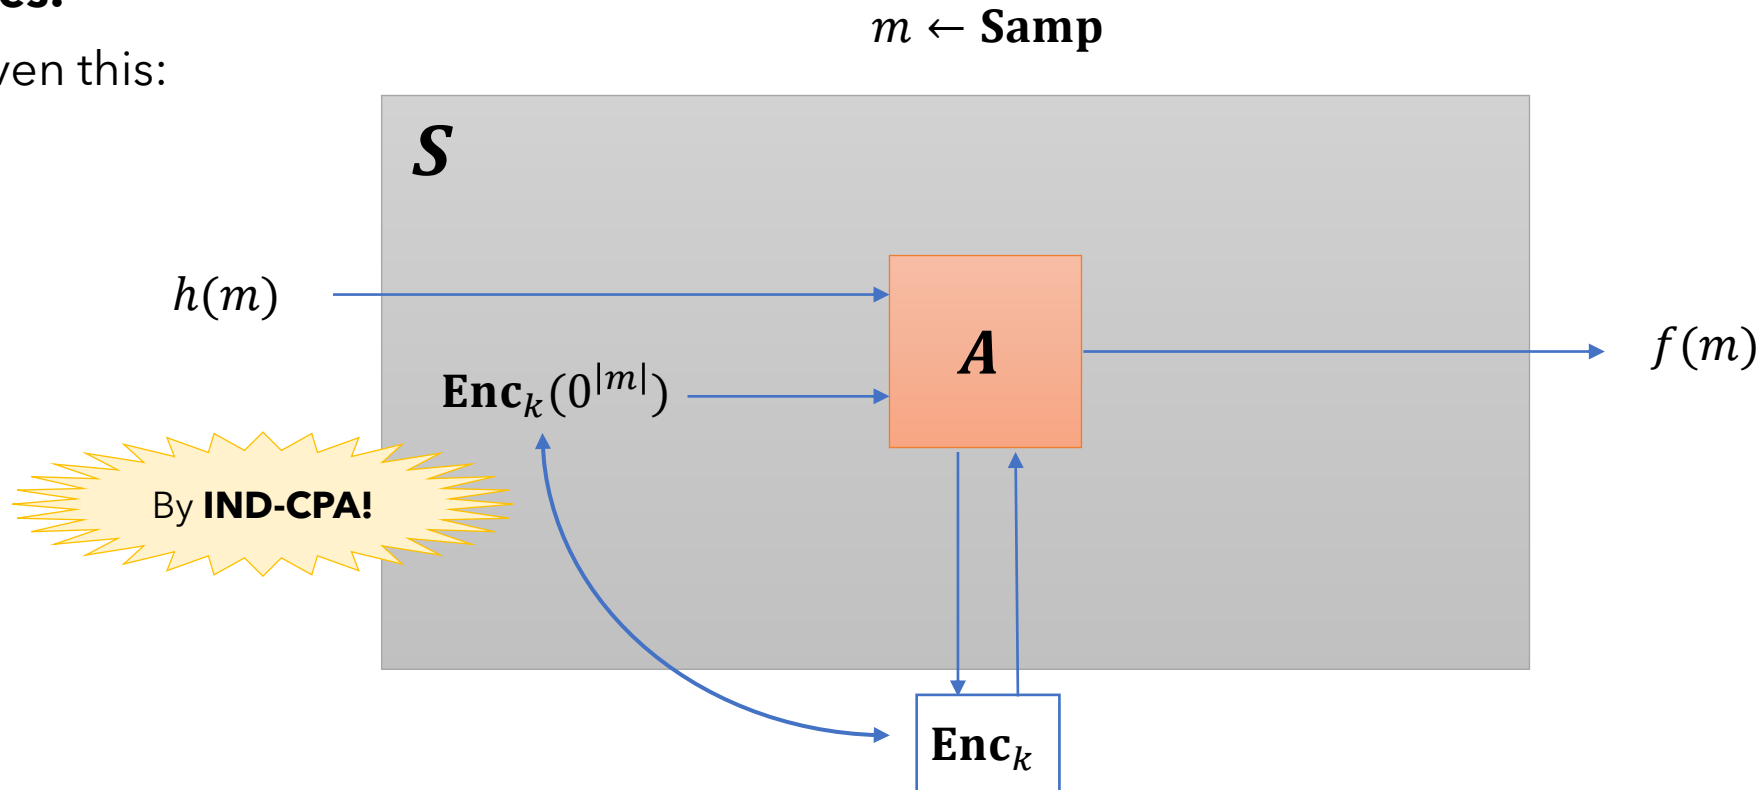 m ← Samp
ven this:
S
h(m)
A
f(m)
Enc_k(0^{|m|})
By IND-CPA!
Enc_k